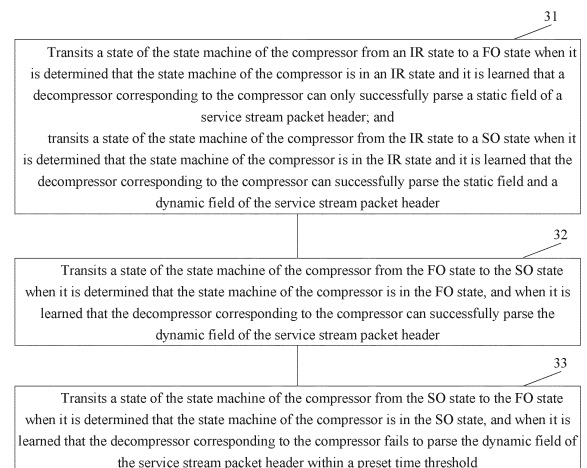 31
Transits a state of the state machine of the compressor from an IR state to a FO state when it
is determined that the state machine of the compressor is in an IR state and it is learned that a
decompressor corresponding to the compressor can only successfully parse a static field of a
service stream packet header; and
transits a state of the state machine of the compressor from the IR state to a SO state when it
is determined that the state machine of the compressor is in the IR state and it is learned that the
decompressor corresponding to the compressor can successfully parse the static field and a
dynamic field of the service stream packet header
32
Transits a state of the state machine of the compressor from the FO state to the SO state
when it is determined that the state machine of the compressor is in the FO state, and when it is
learned that the decompressor corresponding to the compressor can successfully parse the
dynamic field of the service stream packet header
33
Transits a state of the state machine of the compressor from the SO state to the FO state
when it is determined that the state machine of the compressor is in the SO state, and when it is
learned that the decompressor corresponding to the compressor fails to parse the dynamic field of
the service stream packet header within a preset time threshold